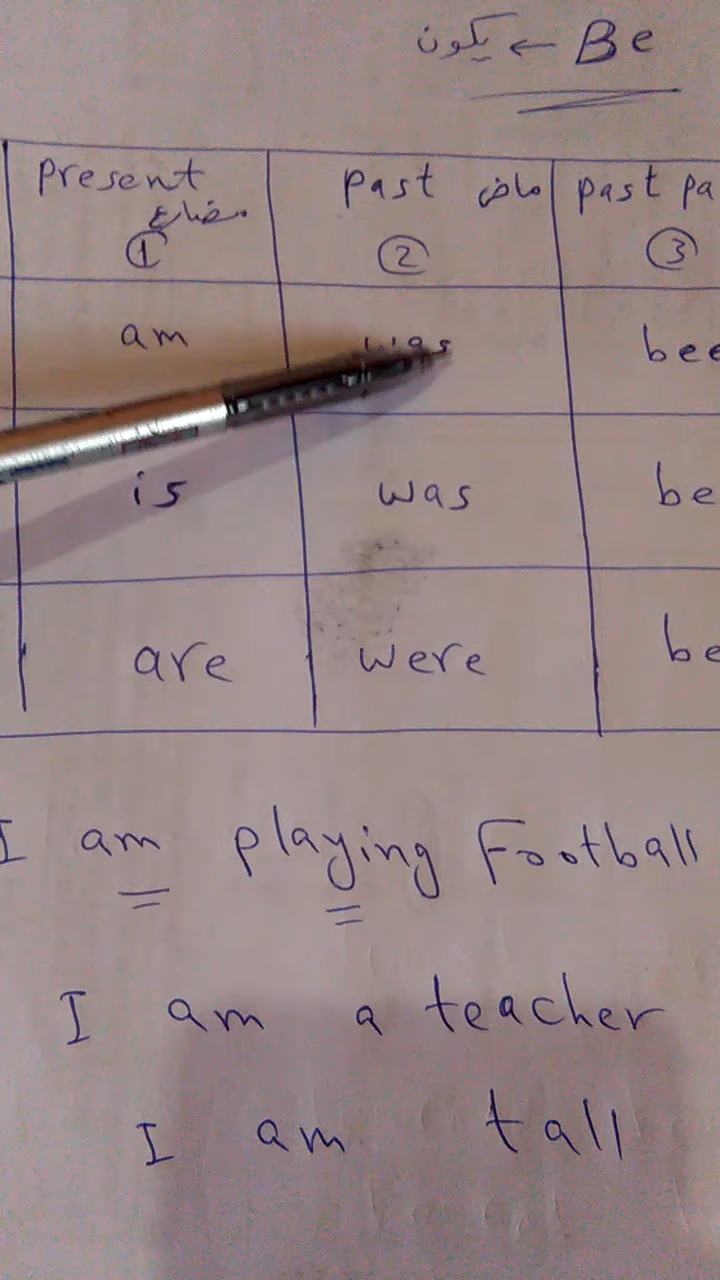 يكون ← Be
Present Past ماض past pa
مضارع
① ② ③
am was bee
is was be
are were be
I am playing Football
I am a teacher
I am tall